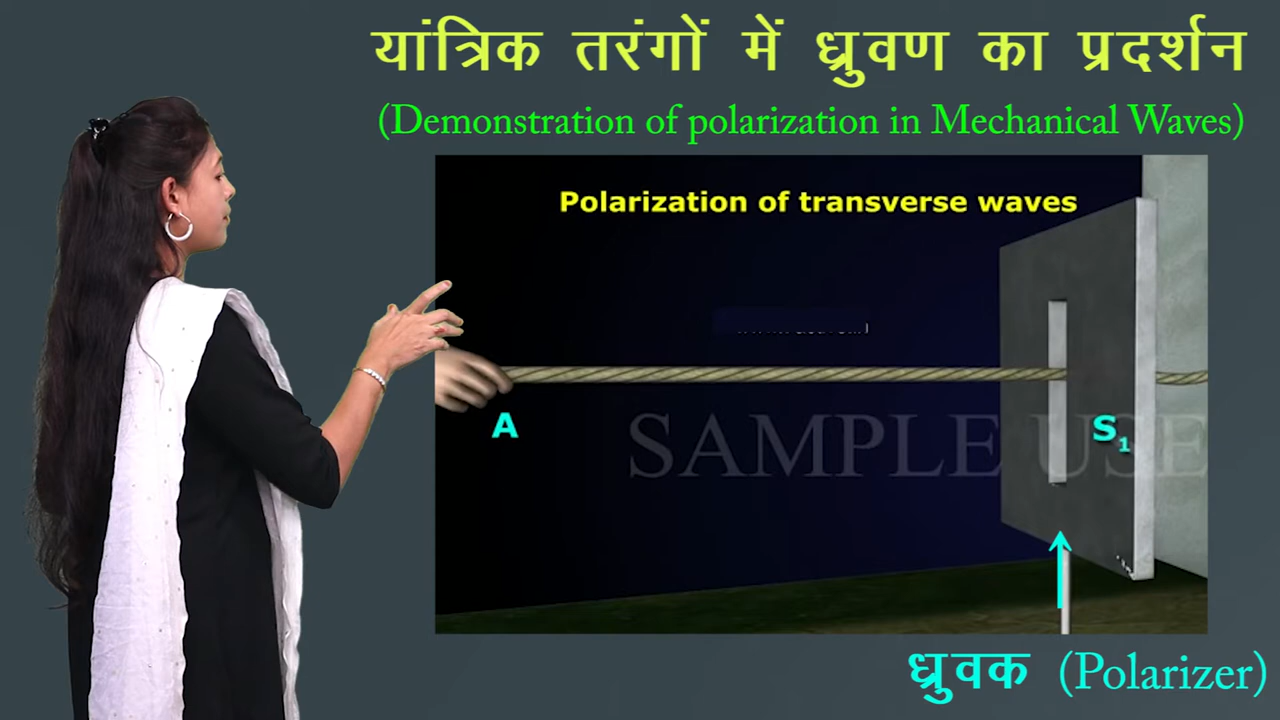 यांत्रिक तरंगों में ध्रुवण का प्रदर्शन
(Demonstration of polarization in Mechanical Waves)
Polarization of transverse waves
A
SAMPLE USE
S₁
ध्रुवक (Polarizer)